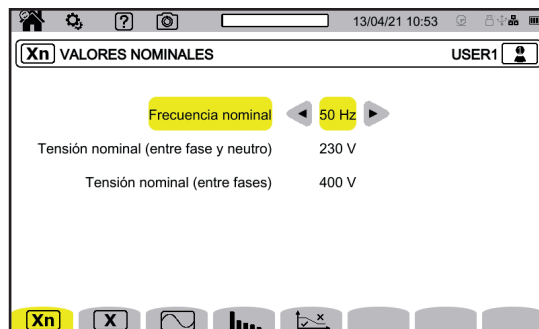 ? 13/04/21 10:53
Xn VALORES NOMINALES USER1
Frecuencia nominal 50 Hz
Tensión nominal (entre fase y neutro) 230 V
Tensión nominal (entre fases) 400 V
Xn X